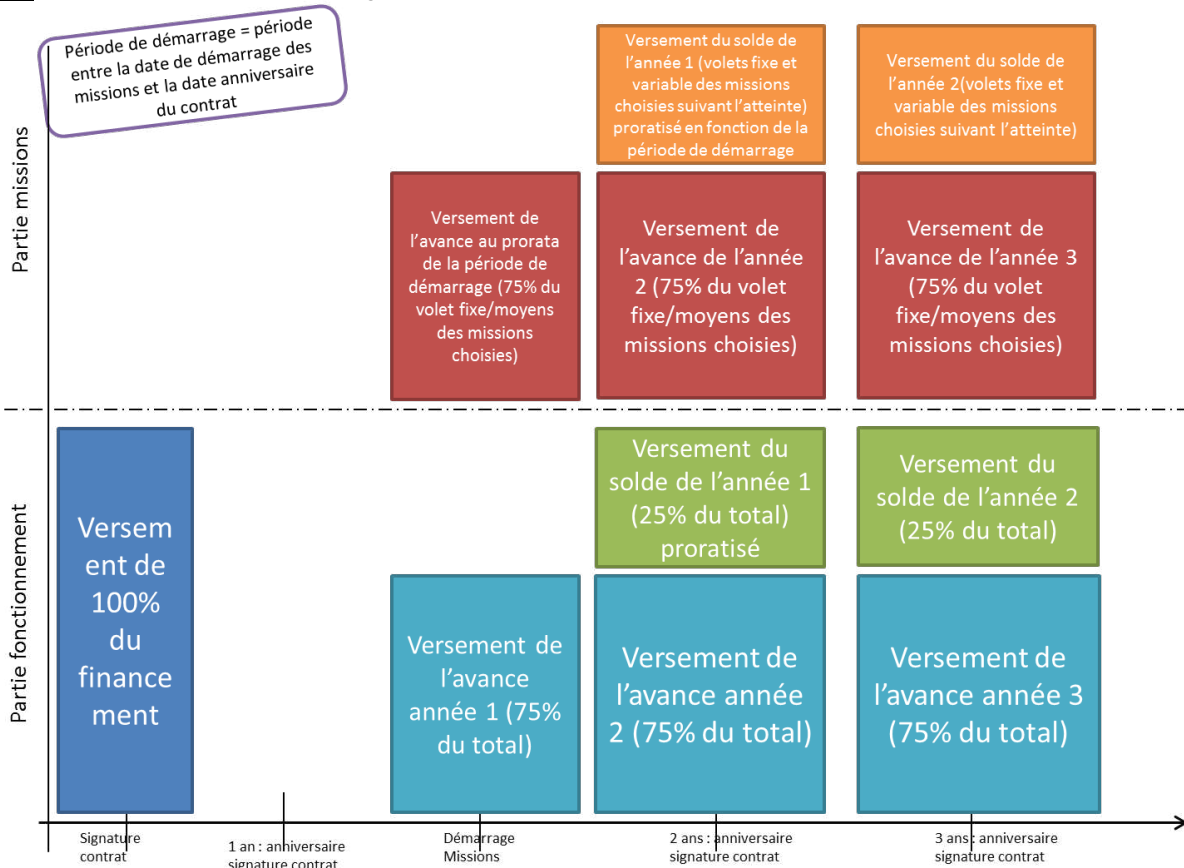 Période de démarrage = période
entre la date de démarrage des
missions et la date anniversaire
du contrat
Partie missions
Versement du solde de
l'année 1 (volets fixe et
variable des missions
choisies suivant l'atteinte)
proratisé en fonction de la
période de démarrage
Versement du solde de
l'année 2(volets fixe et
variable des missions
choisies suivant l'atteinte)
Versement de
l'avance au prorata
de la période de
démarrage (75% du
volet fixe/moyens
des missions
choisies)
Versement de
l'avance de l'année
2 (75% du volet
fixe/moyens des
missions choisies)
Versement de
l'avance de l'année 3
(75% du volet
fixe/moyens des
missions choisies)
Partie fonctionnement
Versem
ent de
100%
du
finance
ment
Versement du
solde de l'année 1
(25% du total)
proratisé
Versement du
solde de l'année 2
(25% du total)
Versement de
l'avance
année 1 (75%
du total)
Versement de
l'avance année
2 (75% du total)
Versement de
l'avance année 3
(75% du total)
Signature
contrat
1 an : anniversaire
signature contrat
Démarrage
Missions
2 ans : anniversaire
signature contrat
3 ans : anniversaire
signature contrat